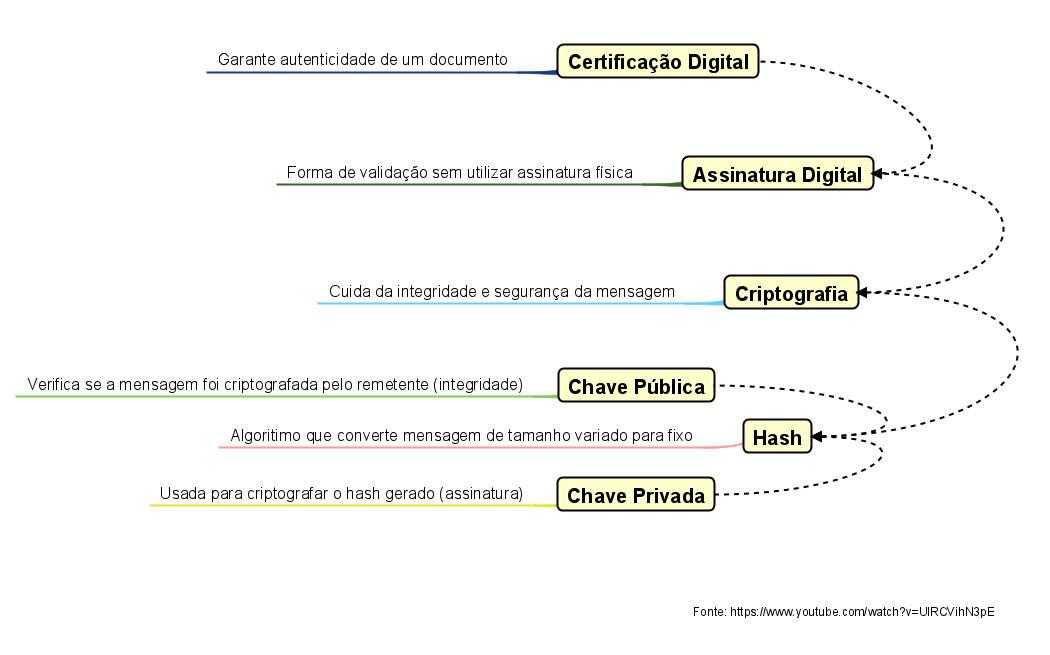 Garante autenticidade de um documento
Certificação Digital
Forma de validação sem utilizar assinatura física
Assinatura Digital
Cuida da integridade e segurança da mensagem
Criptografia
Verifica se a mensagem foi criptografada pelo remetente (integridade)
Chave Pública
Algoritimo que converte mensagem de tamanho variado para fixo
Hash
Usada para criptografar o hash gerado (assinatura)
Chave Privada
Fonte: https://www.youtube.com/watch?v=UlRCVihN3pE